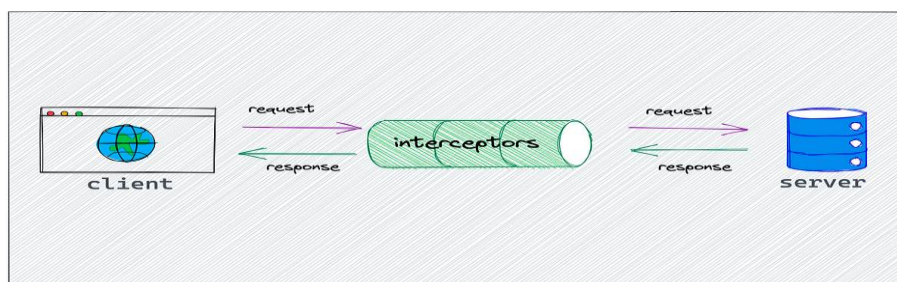 request
response
client
interceptors
request
response
server